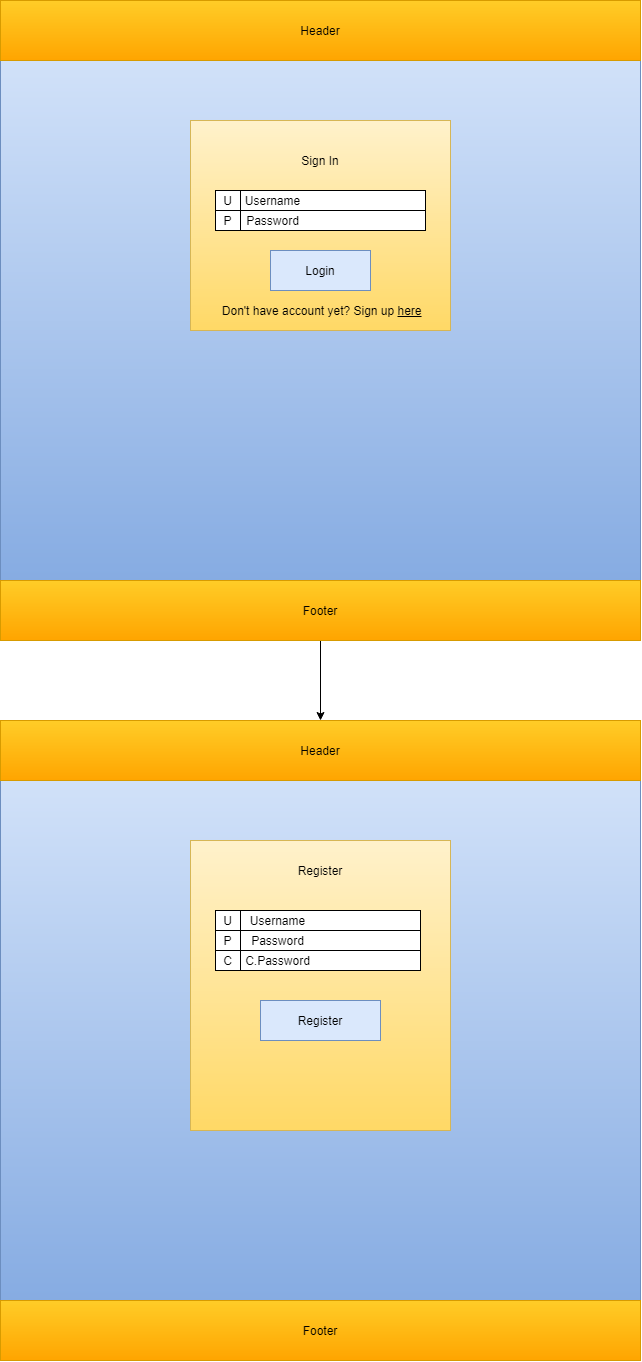 Header
Sign In
U Username
P Password
Login
Don't have account yet? Sign up here
Footer
Header
Register
U Username
P Password
C C.Password
Register
Footer